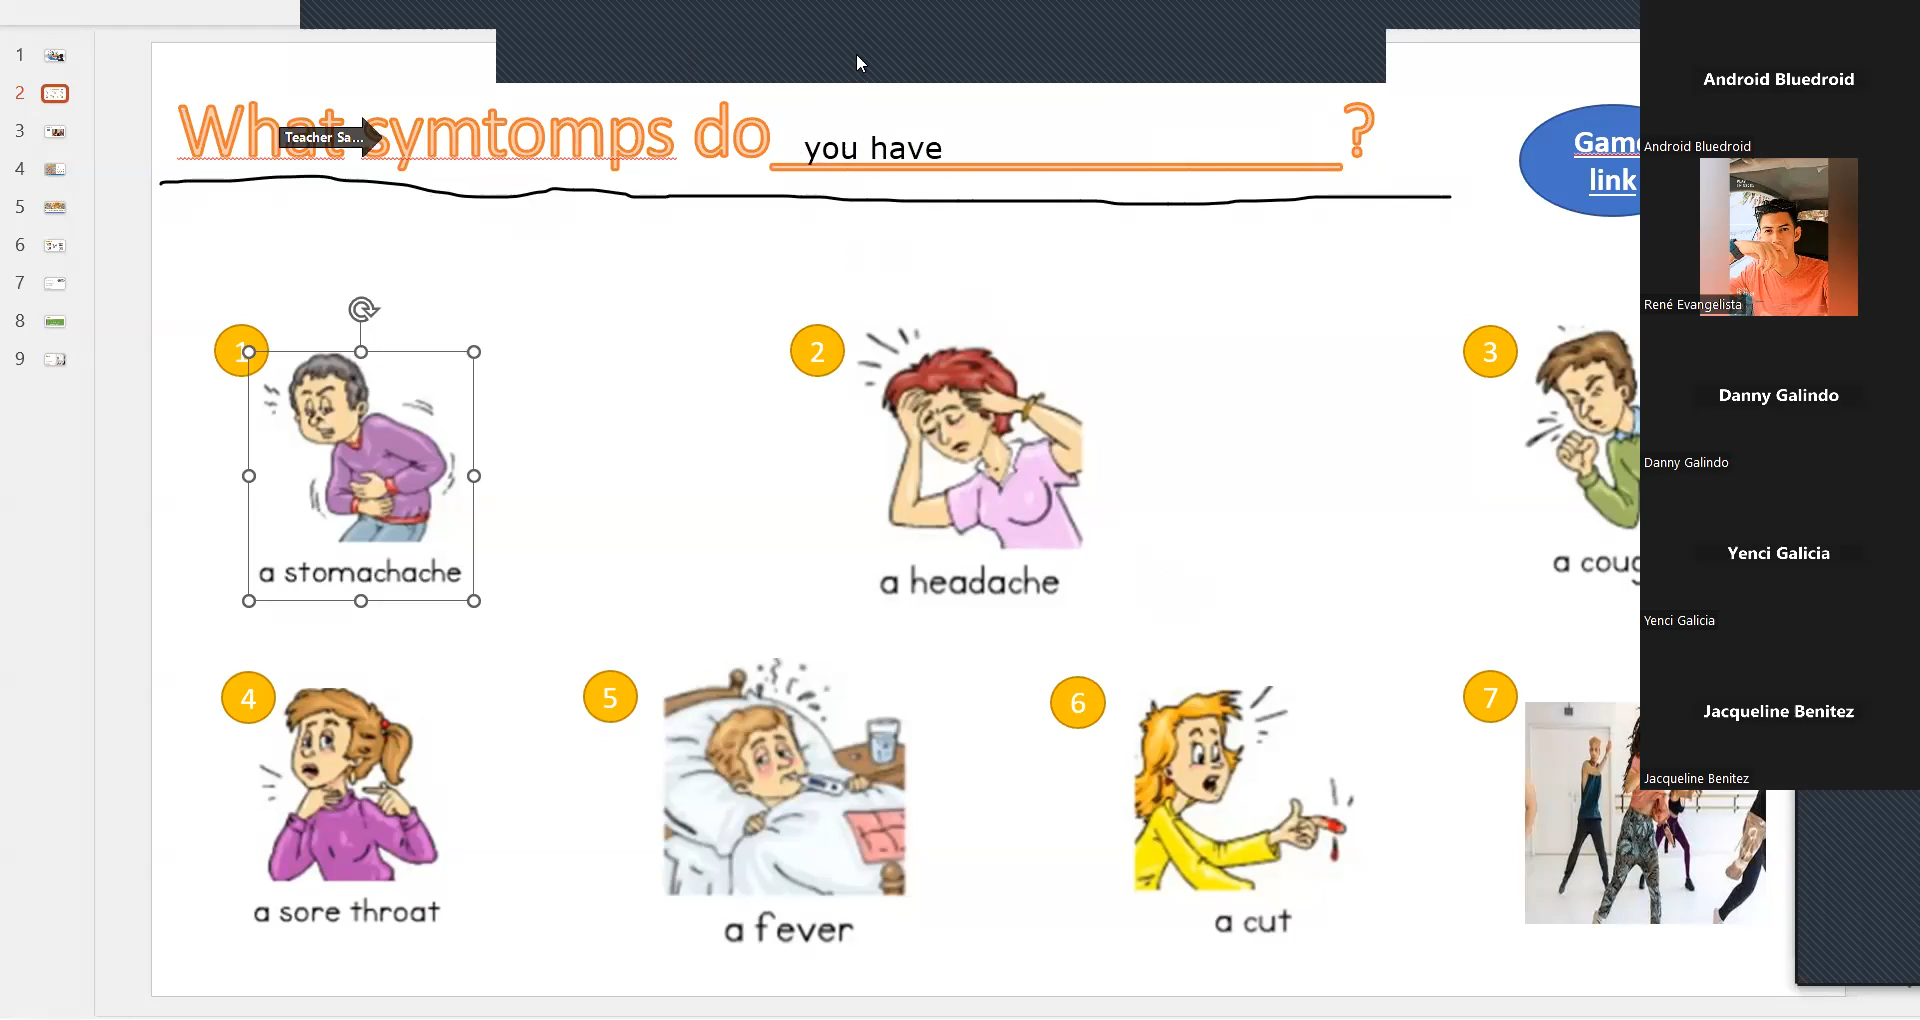 1
2
3
4
5
6
7
8
9
What symtomps do you have ?
Teacher Sa...
Game
link
1
2
3
a stomachache
a headache
a coug
4
5
6
7
a sore throat
a fever
a cut
Android Bluedroid
Android Bluedroid
René Evangelista
Danny Galindo
Danny Galindo
Yenci Galicia
Yenci Galicia
Jacqueline Benitez
Jacqueline Benitez